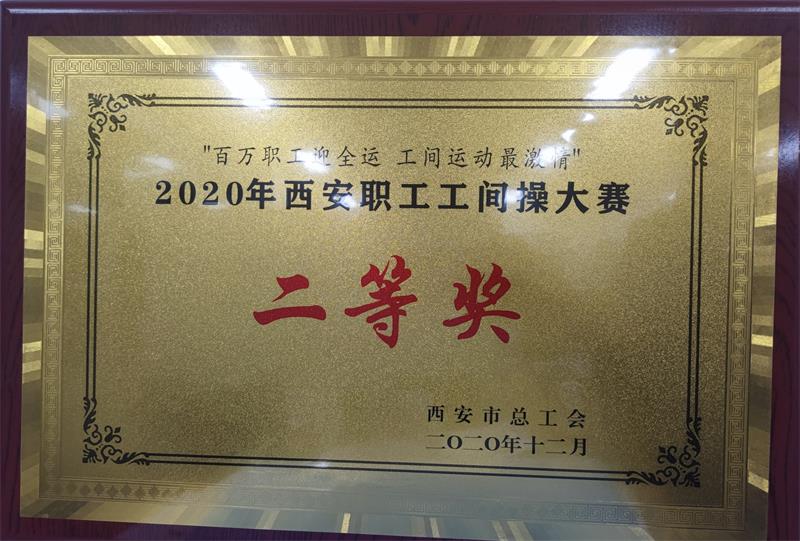 "百万职工迎全运 工间运动最激情"
2020年西安职工工间操大赛
二等奖
西安市总工会
二〇二〇年十二月